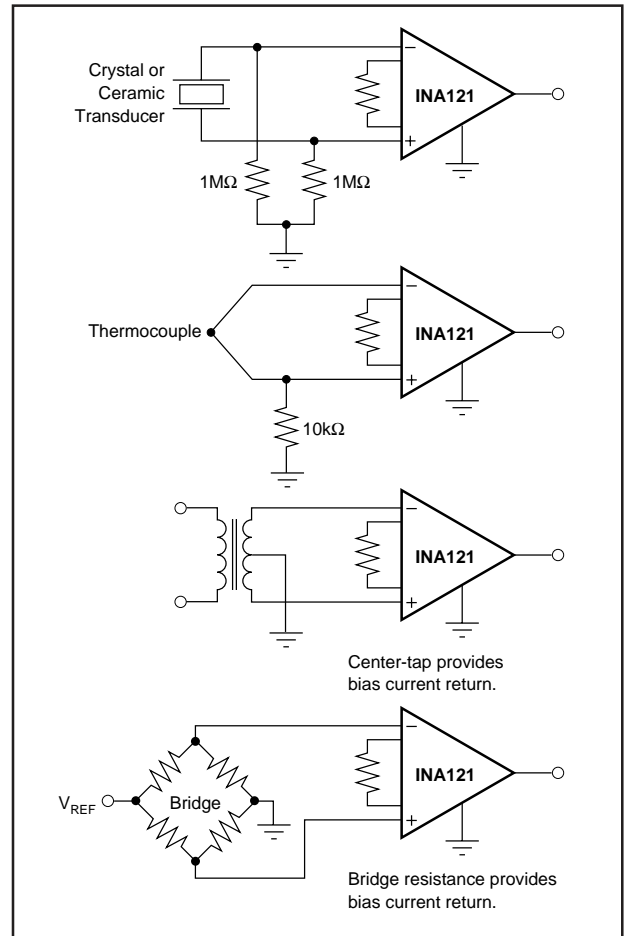 Crystal or
Ceramic
Transducer
−
INA121
+
1MΩ
1MΩ
−
Thermocouple
INA121
+
10kΩ
−
INA121
+
Center-tap provides
bias current return.
−
INA121
V_REF
Bridge
+
Bridge resistance provides
bias current return.